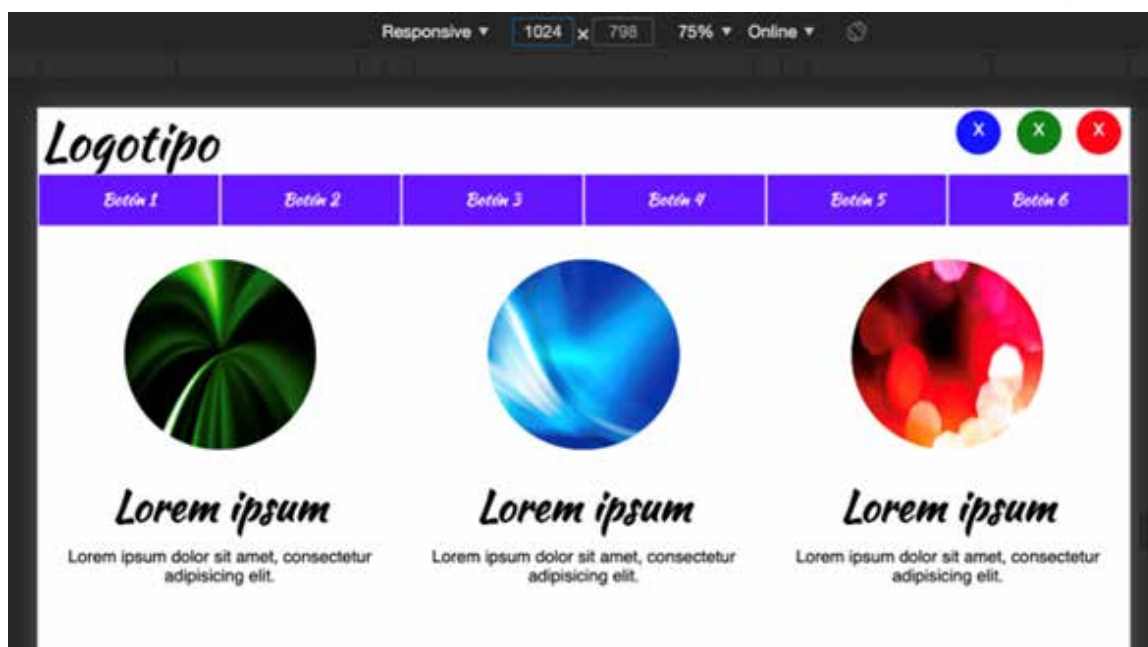 Responsive ▼ 1024 × 798 75% ▼ Online ▼
Logotipo X X X
Botón 1 Botón 2 Botón 3 Botón 4 Botón 5 Botón 6
Lorem ipsum Lorem ipsum Lorem ipsum
Lorem ipsum dolor sit amet, consectetur Lorem ipsum dolor sit amet, consectetur Lorem ipsum dolor sit amet, consectetur
adipisicing elit. adipisicing elit. adipisicing elit.